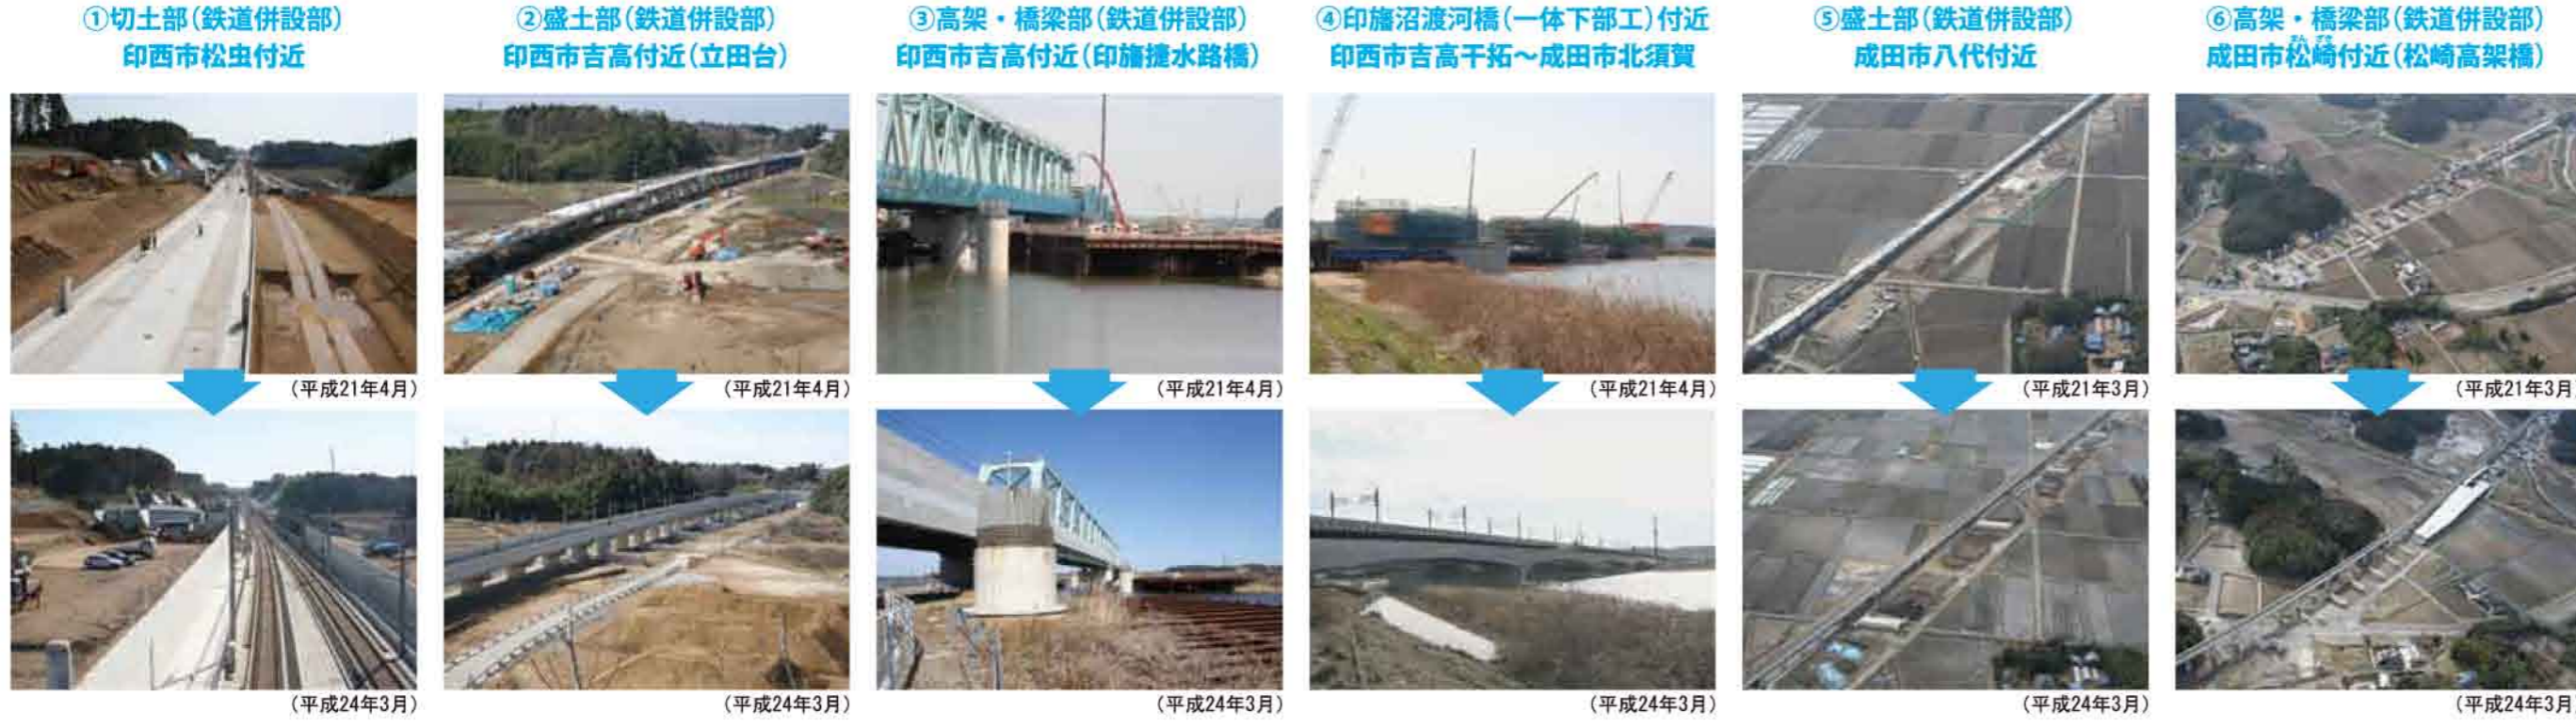 ①切土部(鉄道併設部)
印西市松虫付近
②盛土部(鉄道併設部)
印西市吉高付近(立田台)
③高架・橋梁部(鉄道併設部)
印西市吉高付近(印旛捷水路橋)
④印旛沼渡河橋(一体下部工)付近
印西市吉高干拓～成田市北須賀
⑤盛土部(鉄道併設部)
成田市八代付近
⑥高架・橋梁部(鉄道併設部)
まんざき
成田市松崎付近(松崎高架橋)
(平成21年4月)
(平成21年4月)
(平成21年4月)
(平成21年4月)
(平成21年3月)
(平成21年3月
(平成24年3月)
(平成24年3月)
(平成24年3月)
(平成24年3月)
(平成24年3月)
(平成24年3月